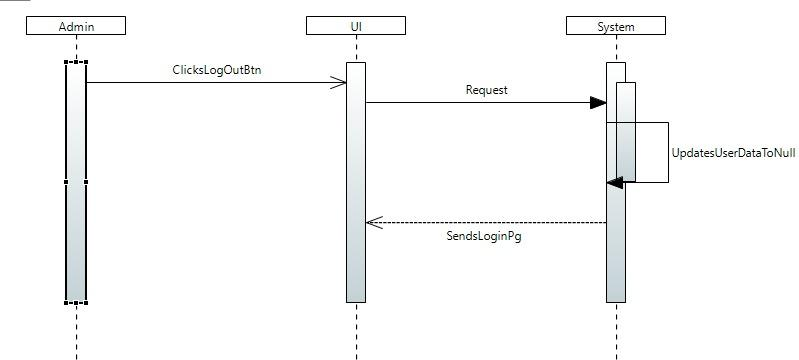 Admin
UI
System
ClicksLogOutBtn
Request
UpdatesUserDataToNull
SendsLoginPg